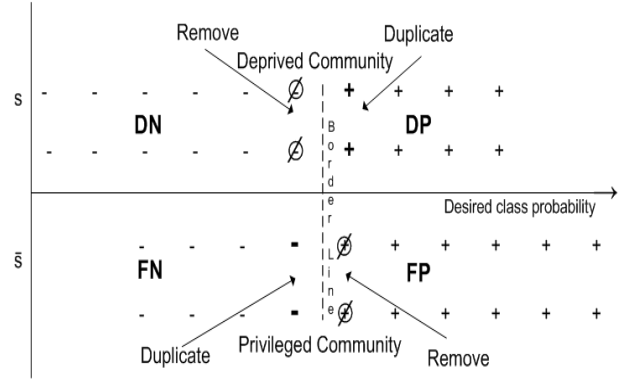 Remove
Duplicate
Deprived Community
s - - - - - + + + +
DN
DP
- - - - - + + + +
Border Line
Desired class probability
s̄ - - - - + + + + + +
FN
FP
- - - - + + + + + +
Duplicate
Privileged Community
Remove